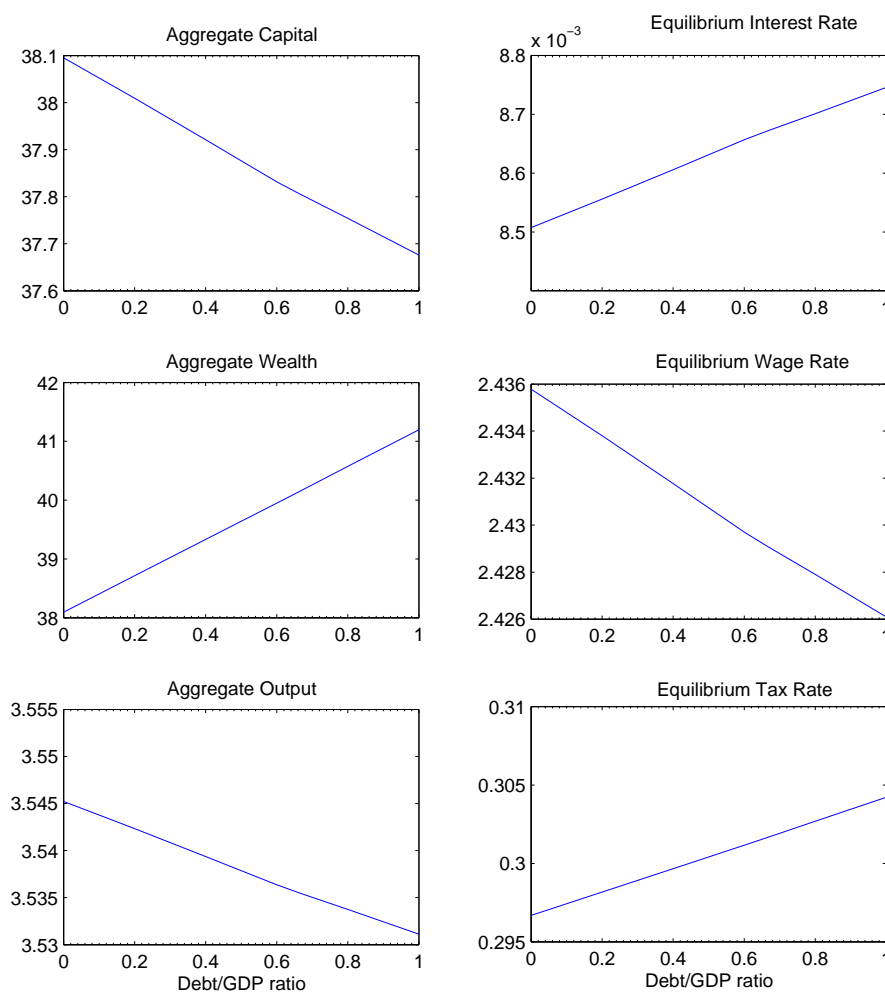 Aggregate Capital
38.1
38
37.9
37.8
37.7
37.6
0 0.2 0.4 0.6 0.8 1
Equilibrium Interest Rate
x 10⁻³
8.8
8.7
8.6
8.5
0 0.2 0.4 0.6 0.8 1
Aggregate Wealth
42
41
40
39
38
0 0.2 0.4 0.6 0.8 1
Equilibrium Wage Rate
2.436
2.434
2.432
2.43
2.428
2.426
0 0.2 0.4 0.6 0.8 1
Aggregate Output
3.555
3.55
3.545
3.54
3.535
3.53
0 0.2 0.4 0.6 0.8 1
Debt/GDP ratio
Equilibrium Tax Rate
0.31
0.305
0.3
0.295
0 0.2 0.4 0.6 0.8 1
Debt/GDP ratio